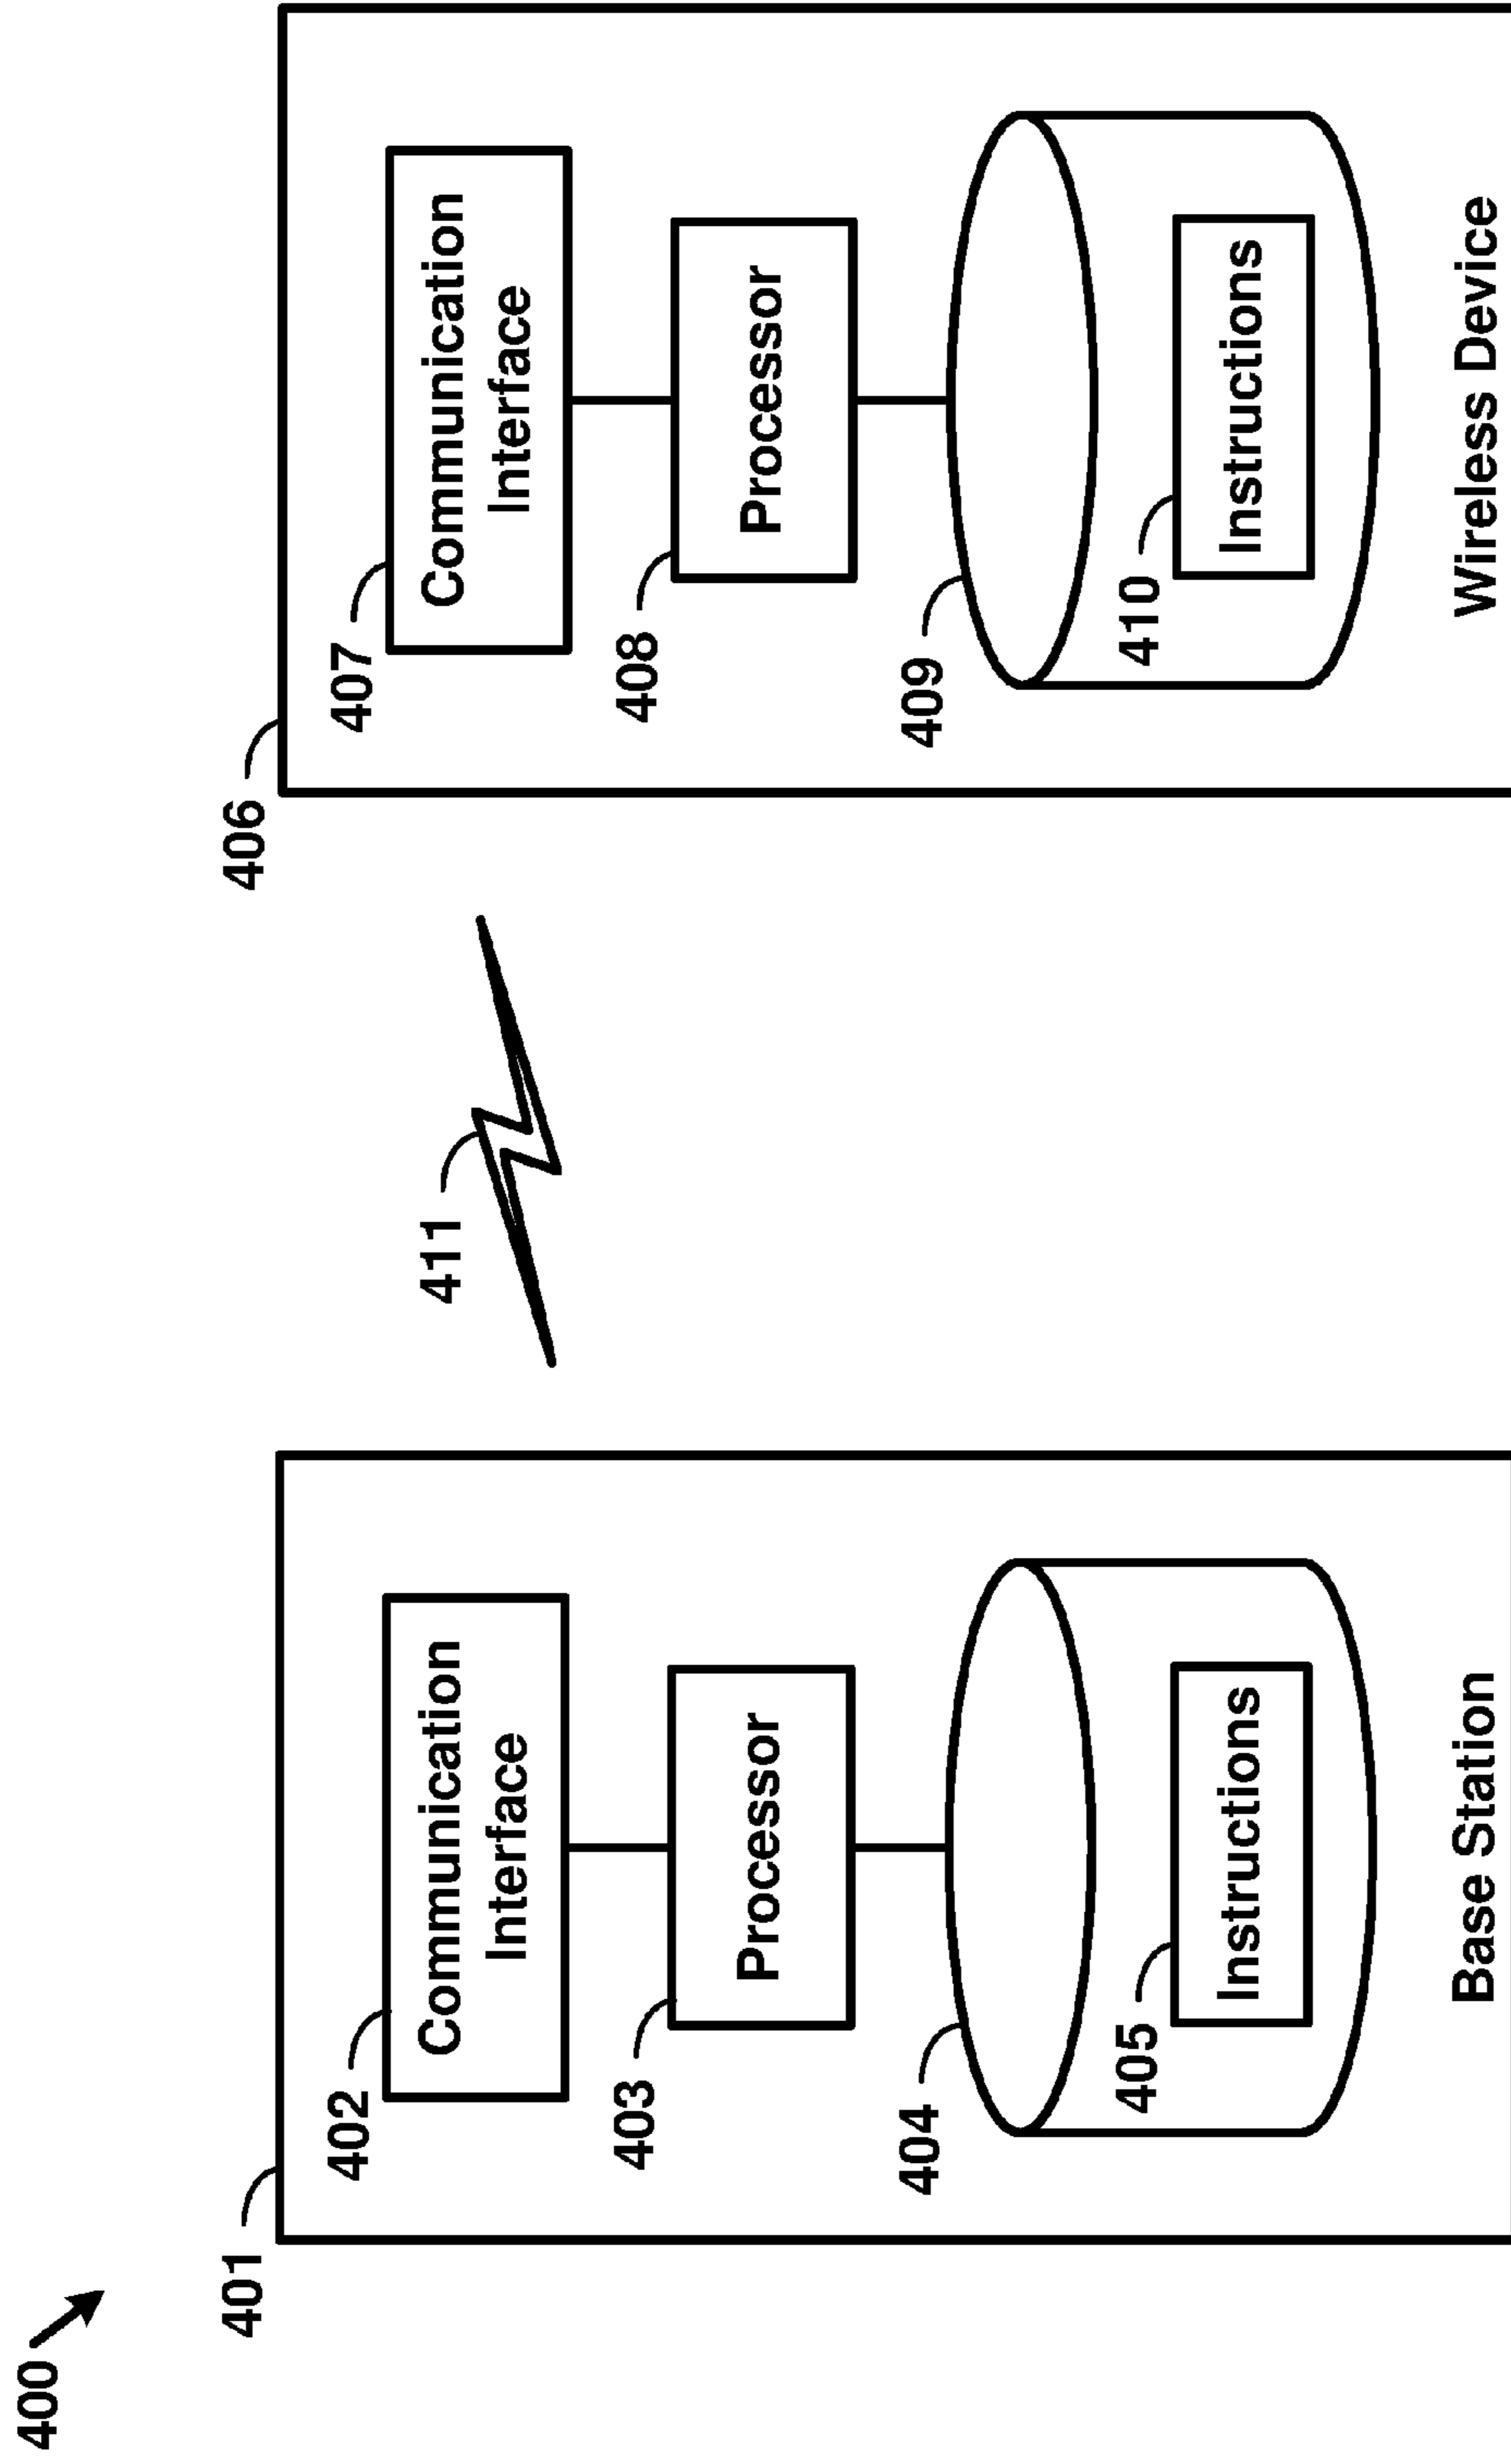 400
401
402
Communication
Interface
403
Processor
404
405
Instructions
Base Station
411
406
407
Communication
Interface
408
Processor
409
410
Instructions
Wireless Device